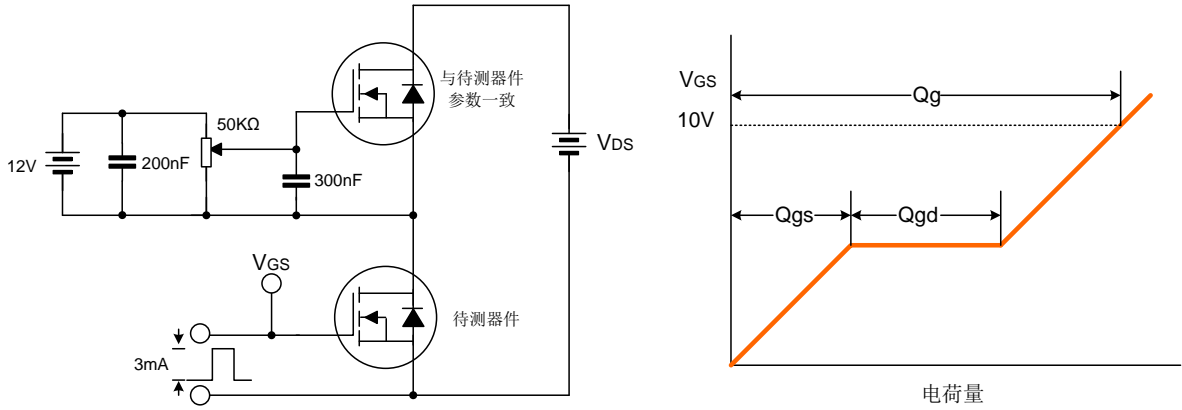 与待测器件
参数一致
50KΩ
12V
200nF
300nF
VDS
VGS
待测器件
3mA
VGS
10V
Qg
Qgs
Qgd
电荷量